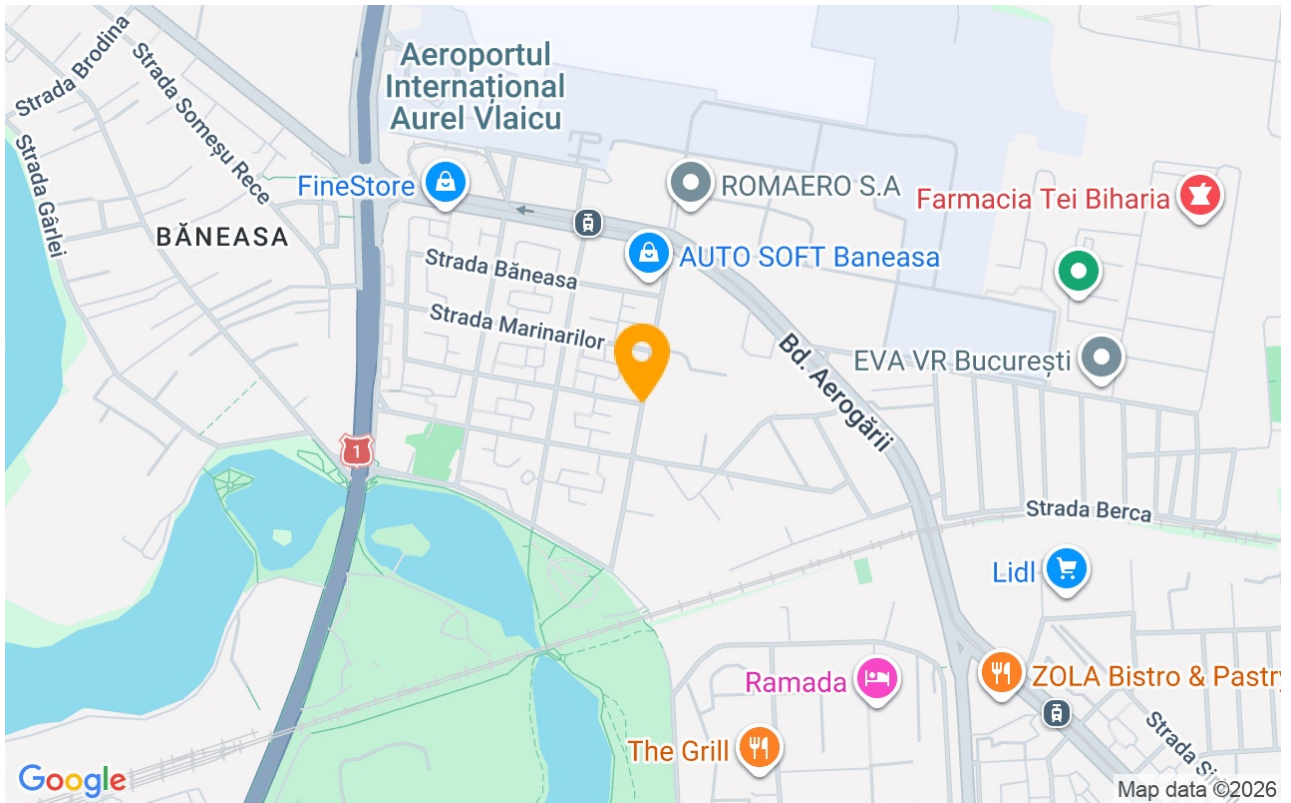 Strada Brodina
Strada Someșu Rece
Strada Gârlei
Aeroportul
Internațional
Aurel Vlaicu
FineStore
ROMAERO S.A
Farmacia Tei Biharia
BĂNEASA
Strada Băneasa
AUTO SOFT Baneasa
Strada Marinarilor
Bd. Aerogării
EVA VR București
1
Strada Berca
Lidl
Ramada
ZOLA Bistro & Pastry
The Grill
Strada
Google
Map data ©2026